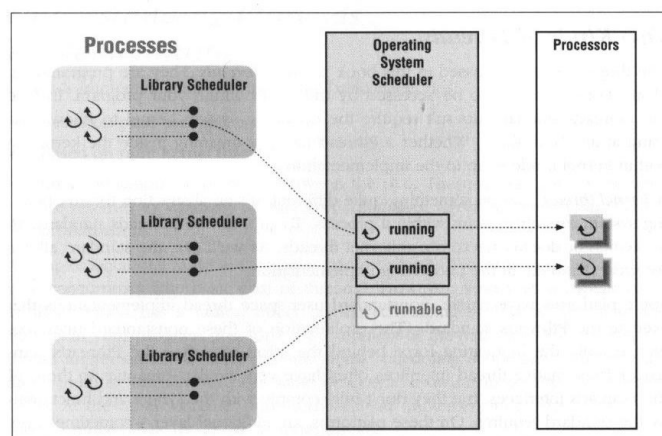 Processes
Library Scheduler
Library Scheduler
Library Scheduler
Operating
System
Scheduler
running
running
runnable
Processors